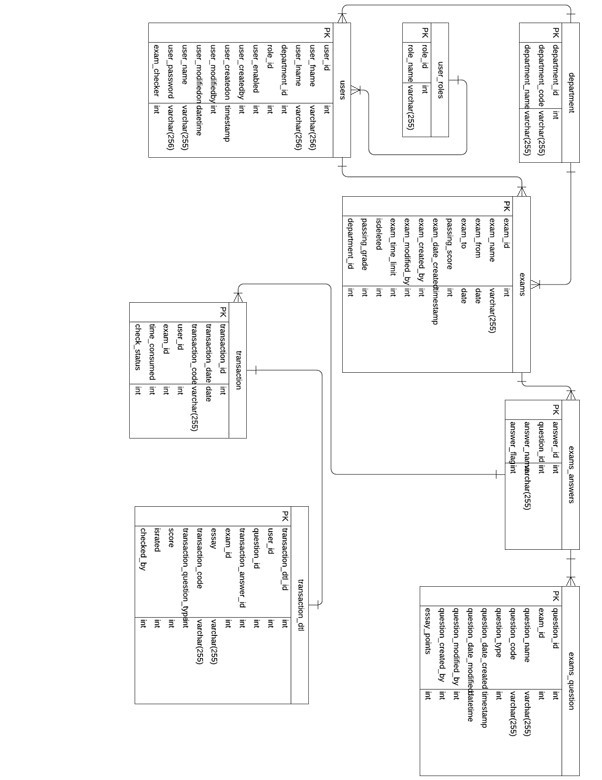 department
PK
department_id int
department_code varchar(255)
department_name varchar(255)
user_roles
PK
role_id int
role_name varchar(255)
users
PK
user_id int
user_fname varchar(256)
user_lname varchar(256)
department_id int
role_id int
user_enabled int
user_createdby int
user_createdon timestamp
user_modifiedby int
user_modifiedon datetime
user_name varchar(255)
user_password varchar(256)
exam_checker int
exams
PK
exam_id int
exam_name varchar(255)
exam_from date
exam_to date
passing_score int
exam_date_created timestamp
exam_created_by int
exam_modified_by int
exam_time_limit int
isdeleted int
passing_grade int
department_id int
transaction
PK
transaction_id int
transaction_date date
transaction_code varchar(255)
user_id int
exam_id int
time_consumed int
check_status int
exams_answers
PK
answer_id int
question_id int
answer_name varchar(255)
answer_flag int
transaction_dtl
PK
transaction_dtl_id int
user_id int
question_id int
transaction_answer_id int
exam_id int
essay varchar(255)
transaction_code varchar(255)
transaction_question_type int
score int
israted int
checked_by int
exams_question
PK
question_id int
exam_id int
question_name varchar(255)
question_code varchar(255)
question_type int
question_date_created timestamp
question_date_modified datetime
question_modified_by int
question_created_by int
essay_points int